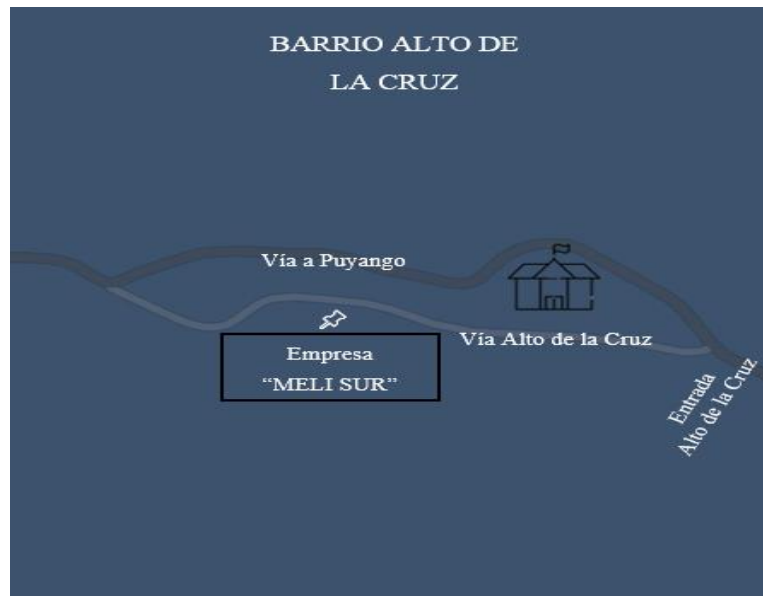 BARRIO ALTO DE
LA CRUZ
Vía a Puyango
Vía Alto de la Cruz
Empresa
“MELI SUR”
Entrada
Alto de la Cruz